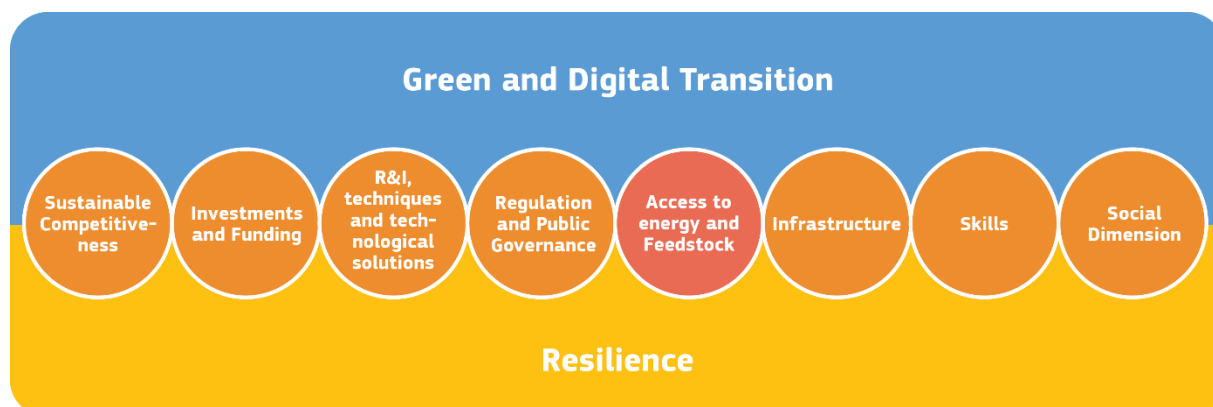 Green and Digital Transition
Sustainable
Competitive-
ness
Investments
and Funding
R&I,
techniques
and tech-
nological
solutions
Regulation
and Public
Governance
Access to
energy and
Feedstock
Infrastructure
Skills
Social
Dimension
Resilience